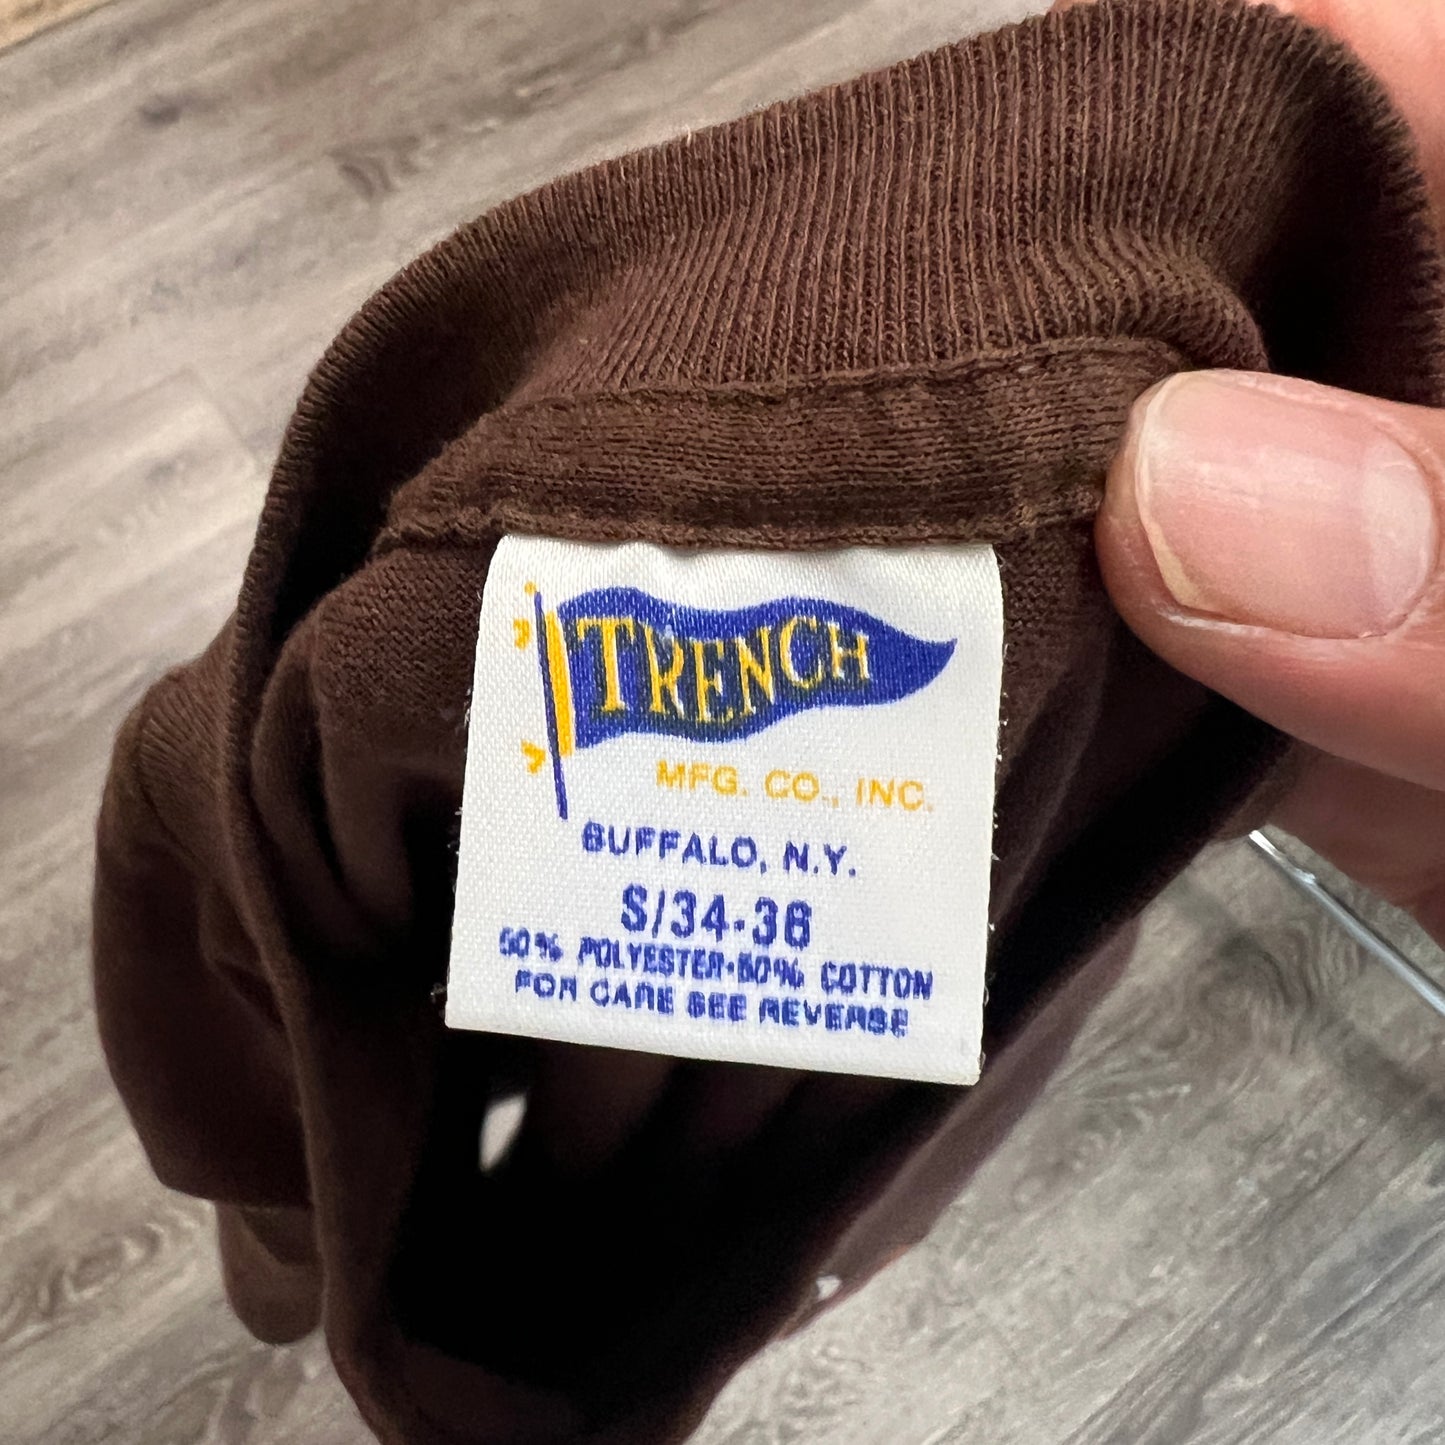 TRENCH
MFG. CO., INC.
BUFFALO, N.Y.
S/34-36
50% POLYESTER-50% COTTON
FOR CARE SEE REVERSE